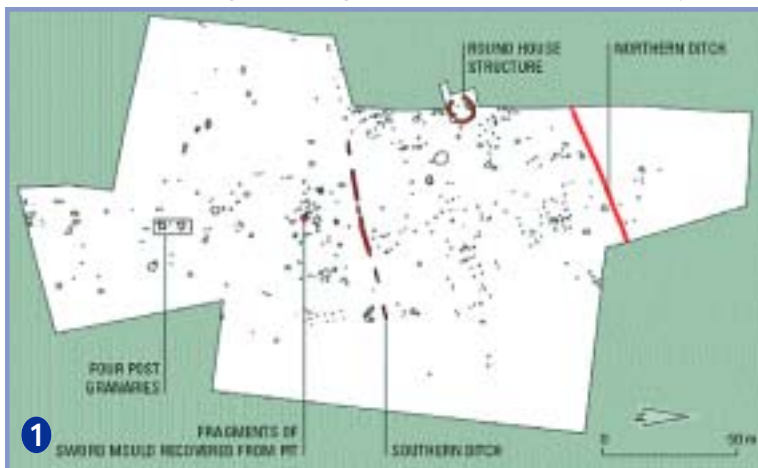 ROUND HOUSE
STRUCTURE
NORTHERN DITCH
FOUR POST
GRANARIES
FRAGMENTS OF
SWORD MOULD RECOVERED FROM PIT
SOUTHERN DITCH
1
0 50 m